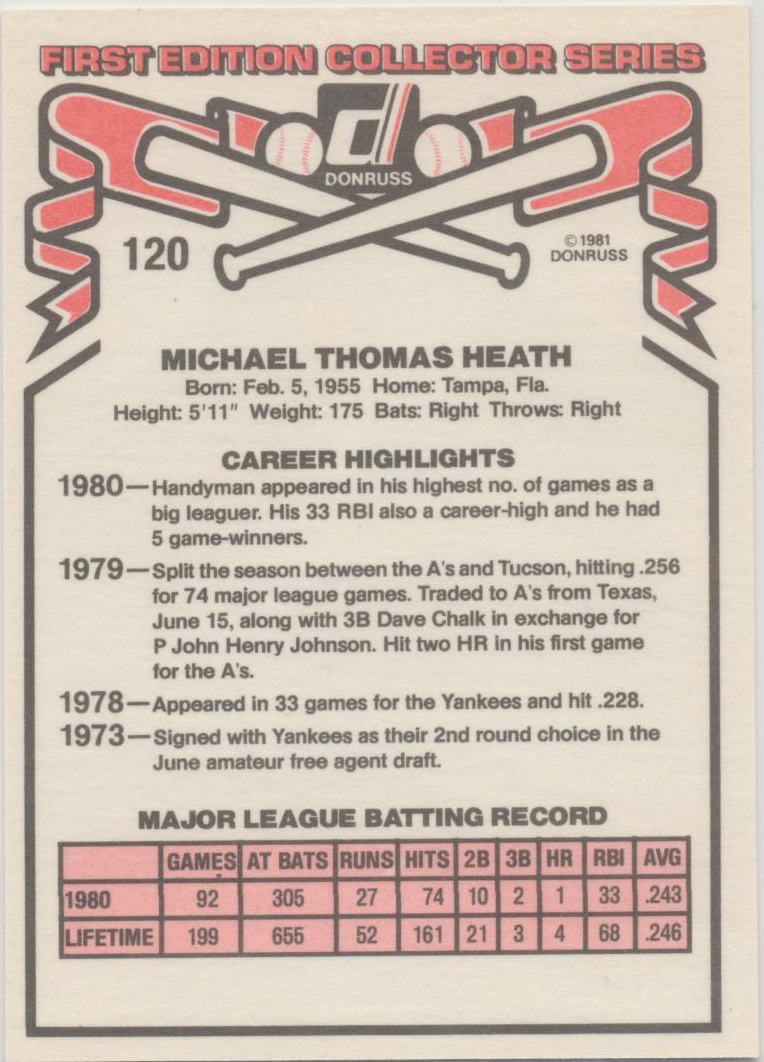 FIRST EDITION COLLECTOR SERIES
d
DONRUSS
120
© 1981
DONRUSS
MICHAEL THOMAS HEATH
Born: Feb. 5, 1955 Home: Tampa, Fla.
Height: 5'11" Weight: 175 Bats: Right Throws: Right
CAREER HIGHLIGHTS
1980—Handyman appeared in his highest no. of games as a
big leaguer. His 33 RBI also a career-high and he had
5 game-winners.
1979—Split the season between the A's and Tucson, hitting .256
for 74 major league games. Traded to A's from Texas,
June 15, along with 3B Dave Chalk in exchange for
P John Henry Johnson. Hit two HR in his first game
for the A's.
1978—Appeared in 33 games for the Yankees and hit .228.
1973—Signed with Yankees as their 2nd round choice in the
June amateur free agent draft.
MAJOR LEAGUE BATTING RECORD
GAMES AT BATS RUNS HITS 2B 3B HR RBI AVG
1980 92 305 27 74 10 2 1 33 .243
LIFETIME 199 655 52 161 21 3 4 68 .246